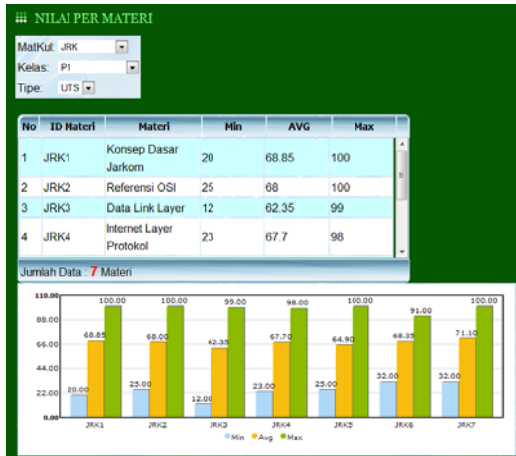 NILAI PER MATERI
MatKul: JRK
Kelas: P1
Tipe: UTS
No ID Materi Materi Min AVG Max
1 JRK1 Konsep Dasar Jarkom 20 68.85 100
2 JRK2 Referensi OSI 25 68 100
3 JRK3 Data Link Layer 12 62.35 99
4 JRK4 Internet Layer Protokol 23 67.7 98
Jumlah Data : 7 Materi
110.00
88.00
66.00
44.00
22.00
0.00
20.00 68.85 100.00
25.00 68.00 100.00
12.00 62.35 99.00
23.00 67.70 98.00
25.00 64.90 100.00
32.00 68.35 91.00
32.00 71.10 100.00
JRK1 JRK2 JRK3 JRK4 JRK5 JRK6 JRK7
Min Avg Max